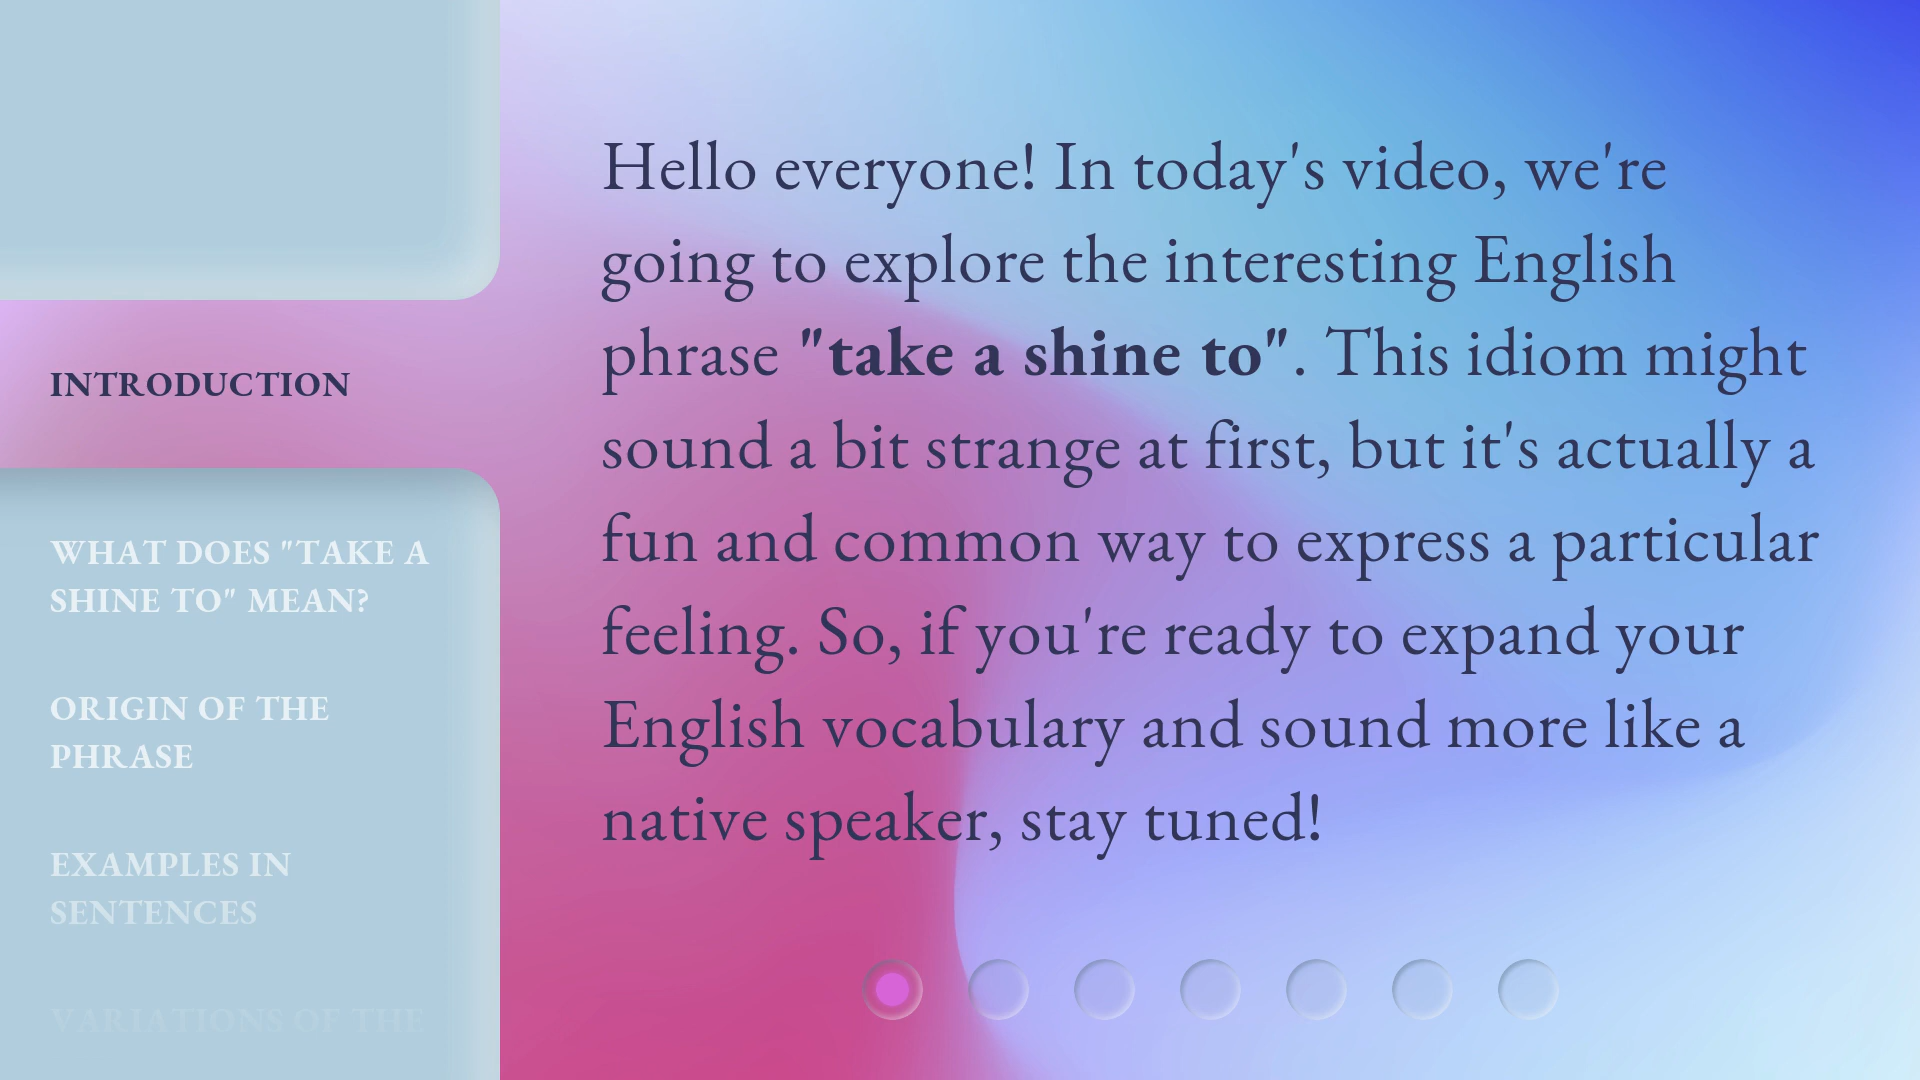 INTRODUCTION
WHAT DOES "TAKE A
SHINE TO" MEAN?
ORIGIN OF THE
PHRASE
EXAMPLES IN
SENTENCES
VARIATIONS OF THE
Hello everyone! In today's video, we're
going to explore the interesting English
phrase "take a shine to". This idiom might
sound a bit strange at first, but it's actually a
fun and common way to express a particular
feeling. So, if you're ready to expand your
English vocabulary and sound more like a
native speaker, stay tuned!